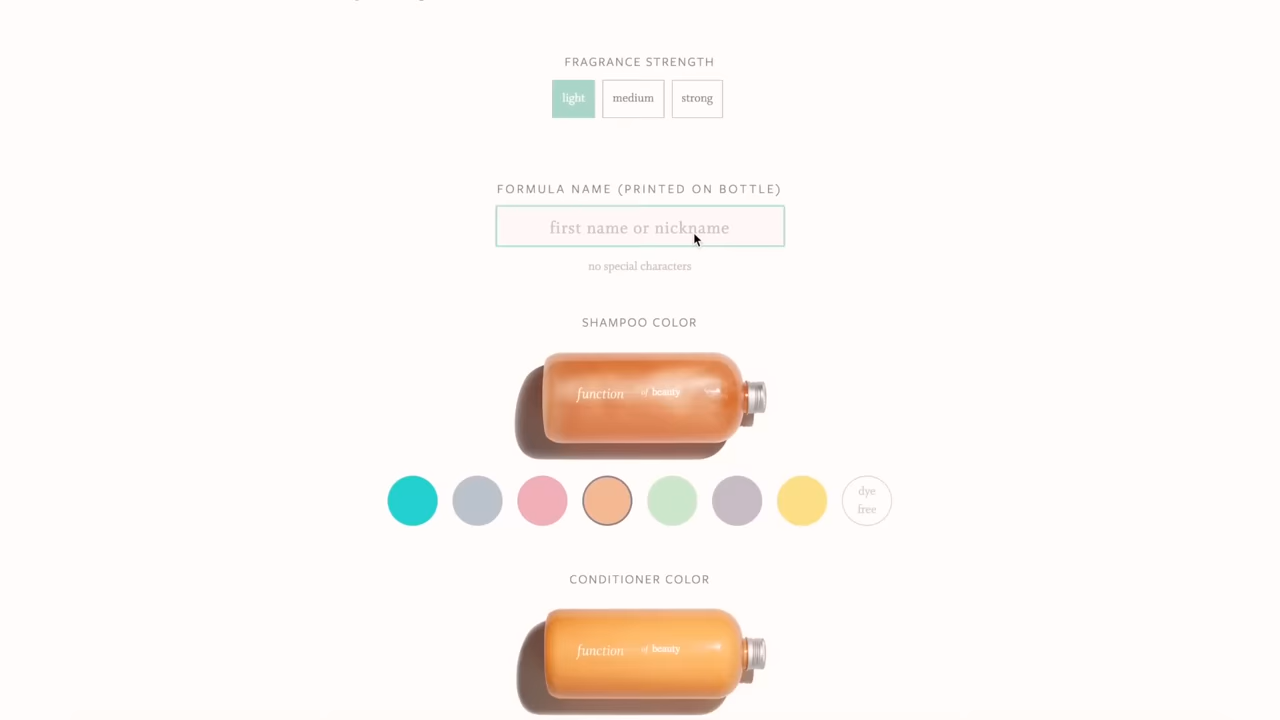 FRAGRANCE STRENGTH
light medium strong
FORMULA NAME (PRINTED ON BOTTLE)
first name or nickname
no special characters
SHAMPOO COLOR
function of beauty
dye
free
CONDITIONER COLOR
function of beauty